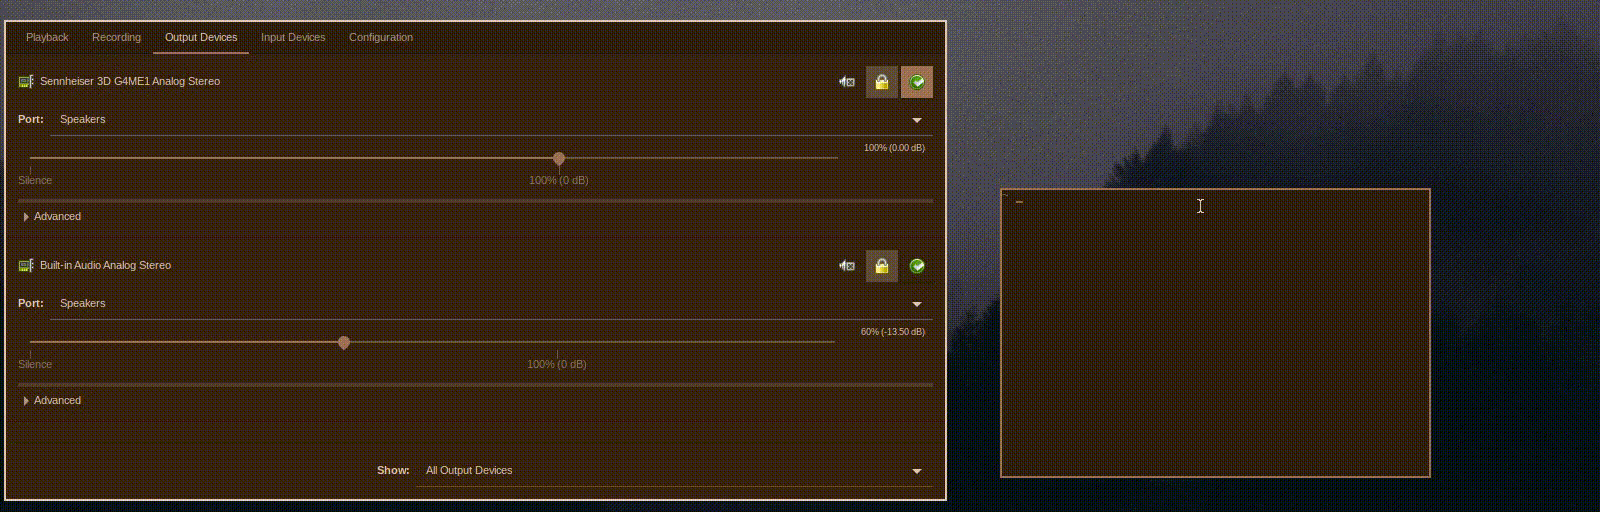 Playback Recording Output Devices Input Devices Configuration
Sennheiser 3D G4ME1 Analog Stereo
Port: Speakers
100% (0.00 dB)
Silence 100% (0 dB)
Advanced
Built-in Audio Analog Stereo
Port: Speakers
60% (-13.50 dB)
Silence 100% (0 dB)
Advanced
Show: All Output Devices
~